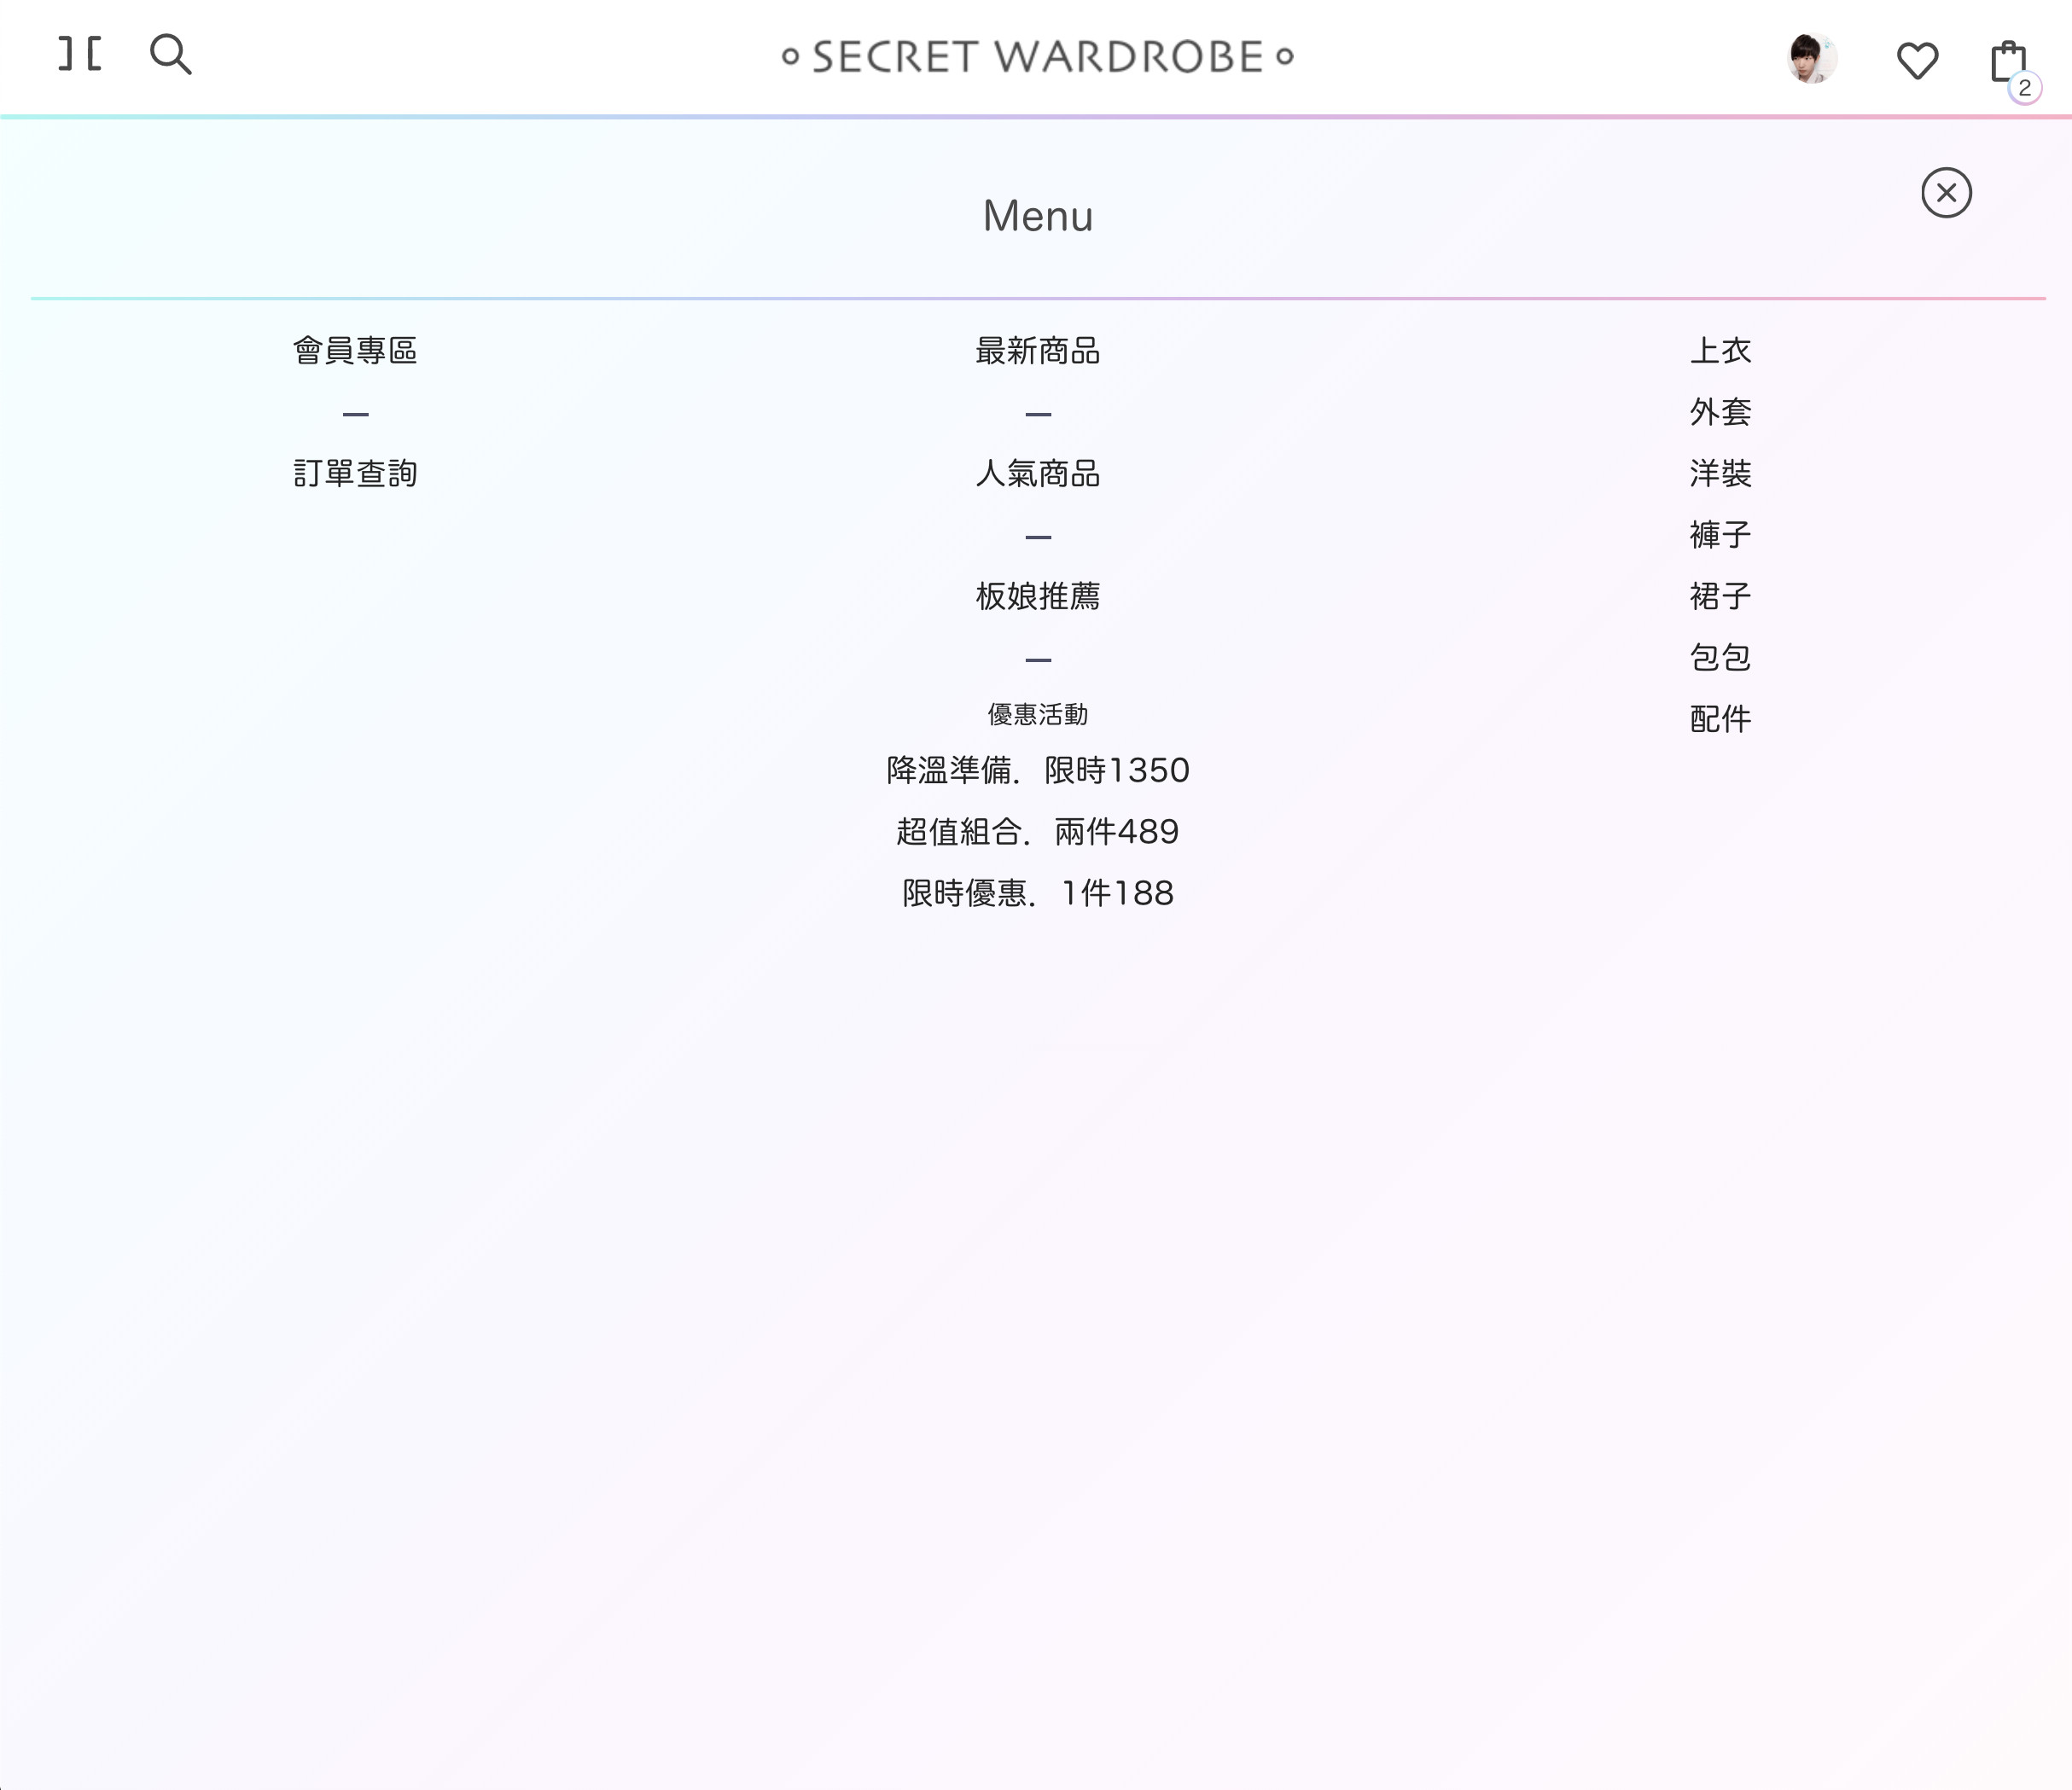 SECRET WARDROBE
2
Menu
會員專區
訂單查詢
最新商品
人氣商品
板娘推薦
優惠活動
降溫準備．限時1350
超值組合．兩件489
限時優惠．1件188
上衣
外套
洋裝
褲子
裙子
包包
配件